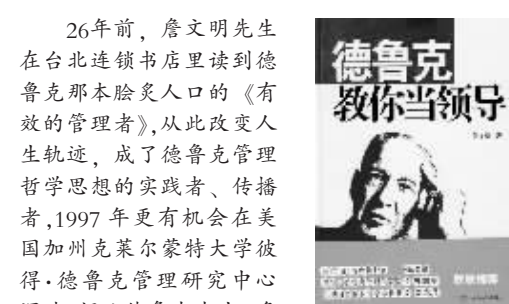 26年前，詹文明先生
在台北连锁书店里读到德
鲁克那本脍炙人口的《有
效的管理者》,从此改变人
生轨迹，成了德鲁克管理
哲学思想的实践者、传播
者,1997 年更有机会在美
国加州克莱尔蒙特大学彼
得·德鲁克管理研究中心
德鲁克
教你当领导